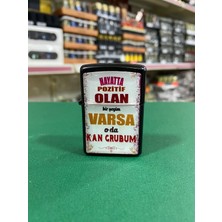 HAYATTA
POZİTİF
OLAN
bir şeyim
VARSA
o da
KAN GRUBUM